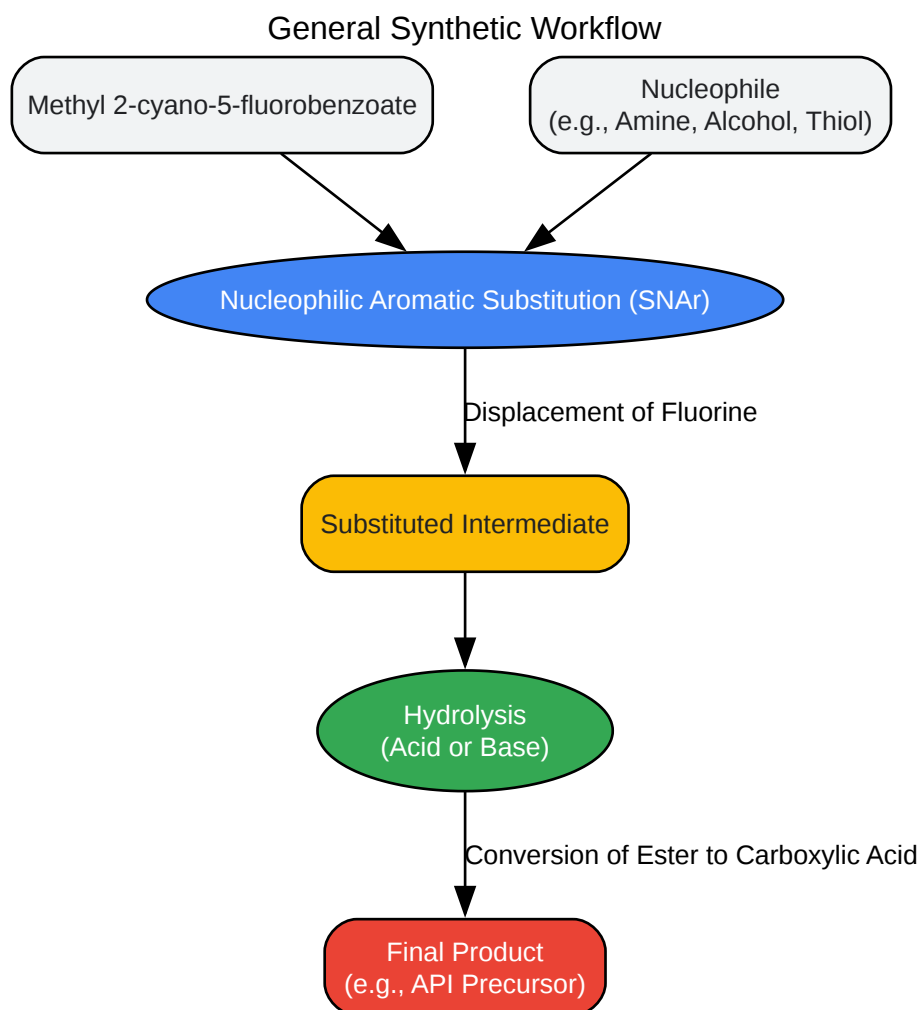 General Synthetic Workflow
Methyl 2-cyano-5-fluorobenzoate
Nucleophile
(e.g., Amine, Alcohol, Thiol)
Nucleophilic Aromatic Substitution (SNAr)
Displacement of Fluorine
Substituted Intermediate
Hydrolysis
(Acid or Base)
Conversion of Ester to Carboxylic Acid
Final Product
(e.g., API Precursor)